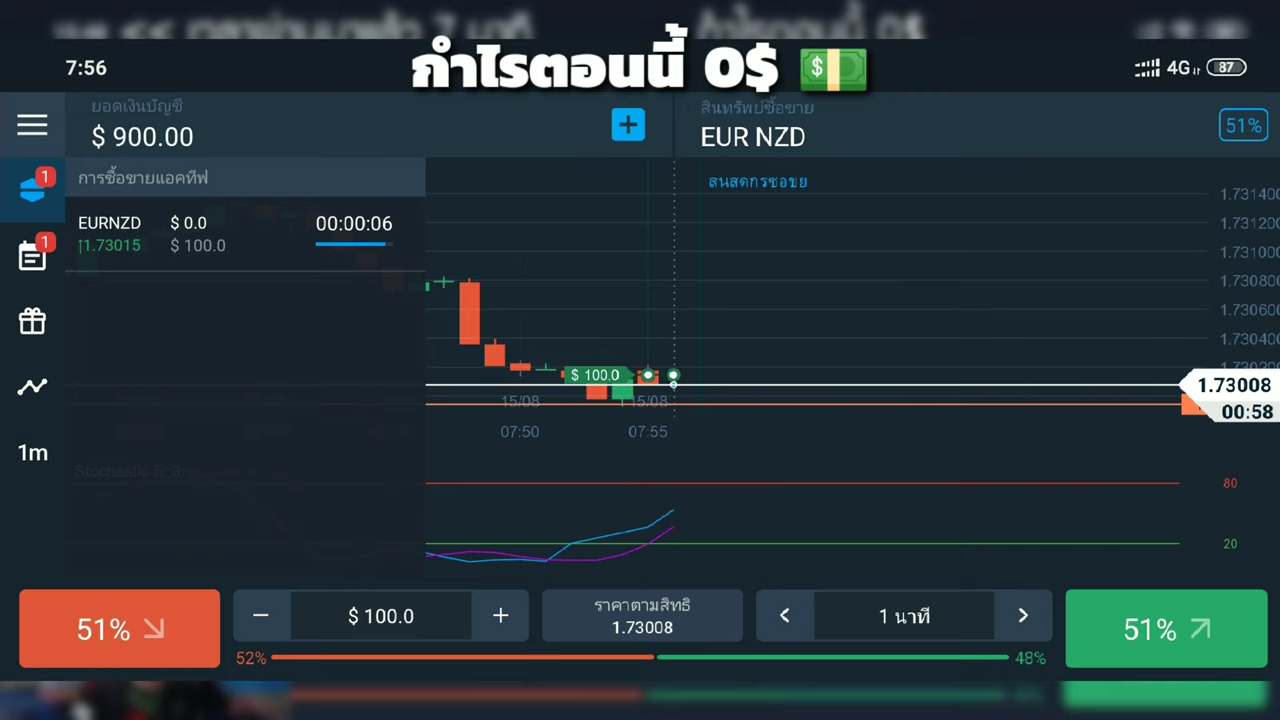 กำไรตอนนี้ 0$
7:56
4G
87
ยอดเงินบัญชี
$ 900.00
+
สินทรัพย์ซื้อขาย
EUR NZD
51%
1
การซื้อขายแอคทีฟ
EURNZD $ 0.0 00:00:06
↑1.73015 $ 100.0
1
1m
1.731400
1.731200
1.731000
1.730800
1.730600
1.730400
$ 100.0
1.73008
00:58
15/08 15/08
07:50 07:55
Stochastic 5; 3;
80
20
51%
− $ 100.0 +
ราคาตามสิทธิ
1.73008
1 นาที
51%
52% 48%